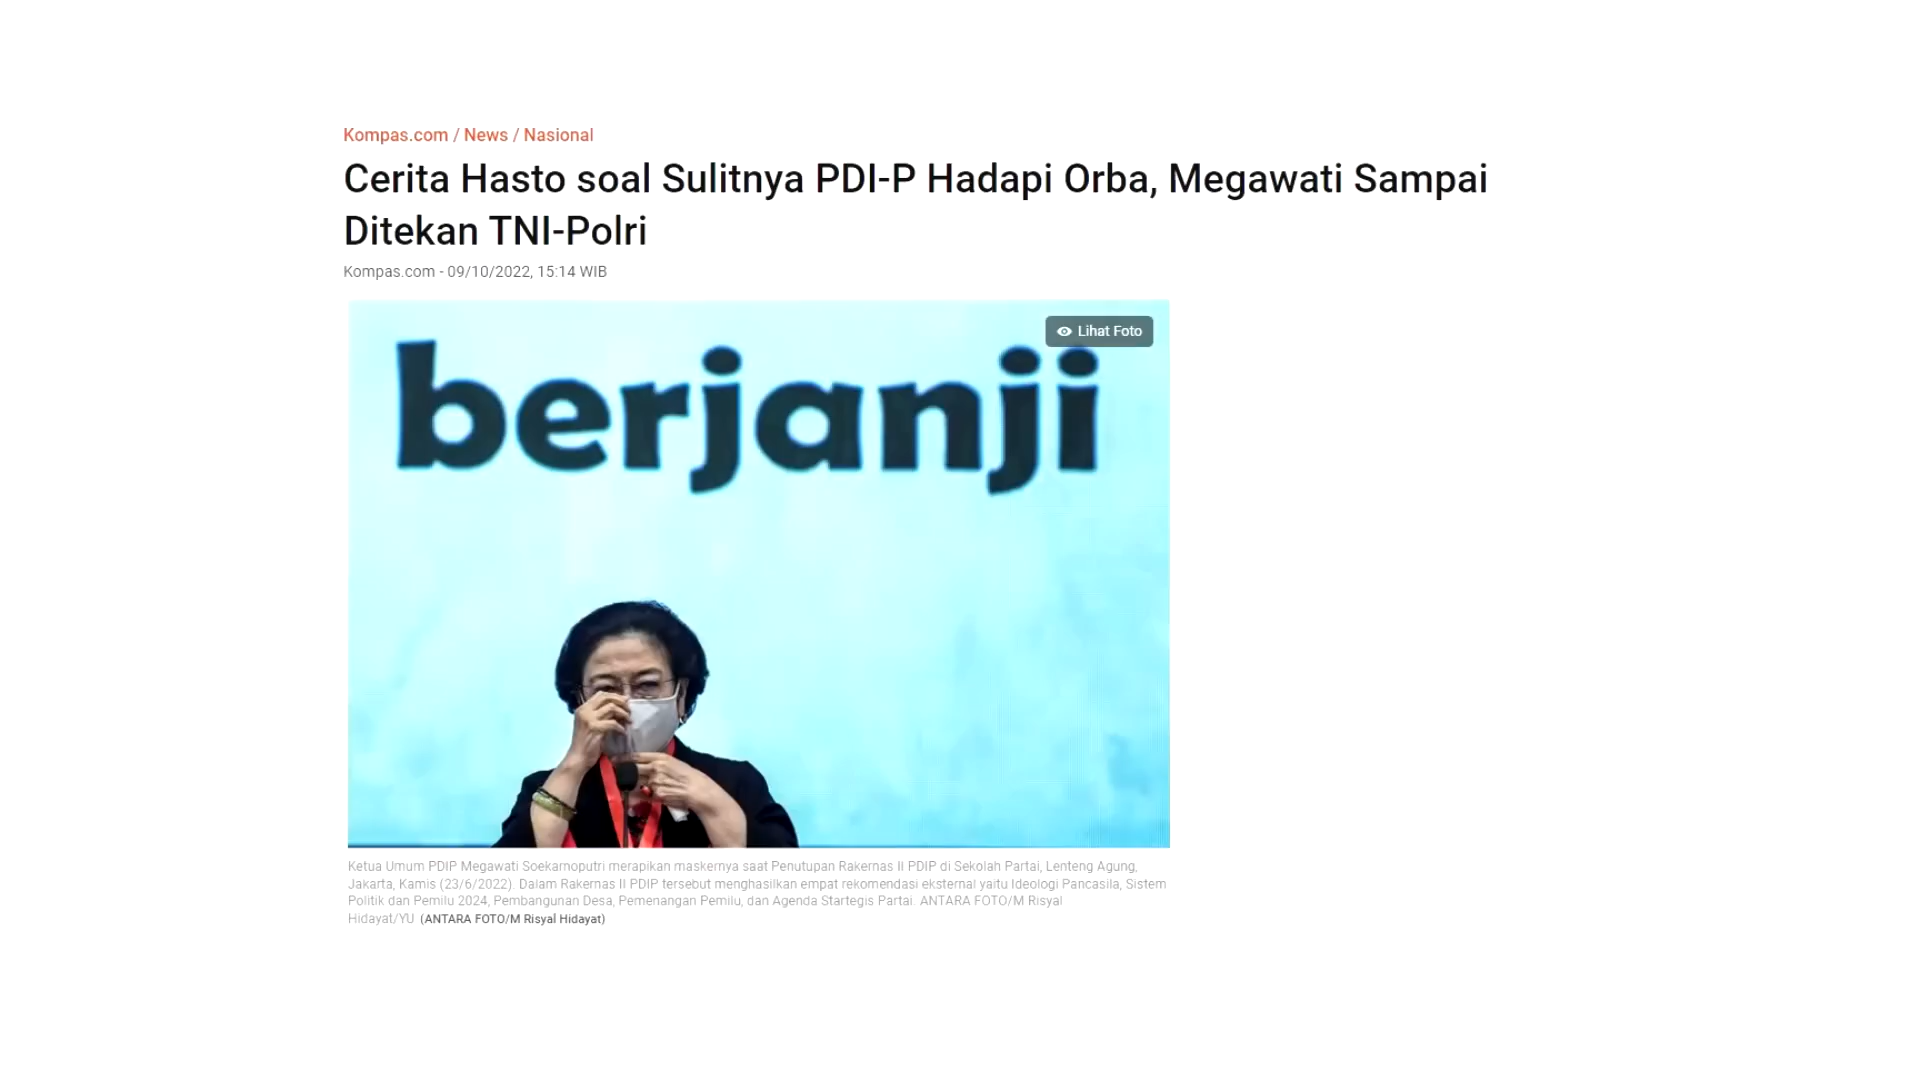 Kompas.com / News / Nasional
Cerita Hasto soal Sulitnya PDI-P Hadapi Orba, Megawati Sampai
Ditekan TNI-Polri
Kompas.com - 09/10/2022, 15:14 WIB
Lihat Foto
berjanji
Ketua Umum PDIP Megawati Soekarnoputri merapikan maskernya saat Penutupan Rakernas II PDIP di Sekolah Partai, Lenteng Agung,
Jakarta, Kamis (23/6/2022). Dalam Rakernas II PDIP tersebut menghasilkan empat rekomendasi eksternal yaitu Ideologi Pancasila, Sistem
Politik dan Pemilu 2024, Pembangunan Desa, Pemenangan Pemilu, dan Agenda Startegis Partai. ANTARA FOTO/M Risyal
Hidayat/YU (ANTARA FOTO/M Risyal Hidayat)